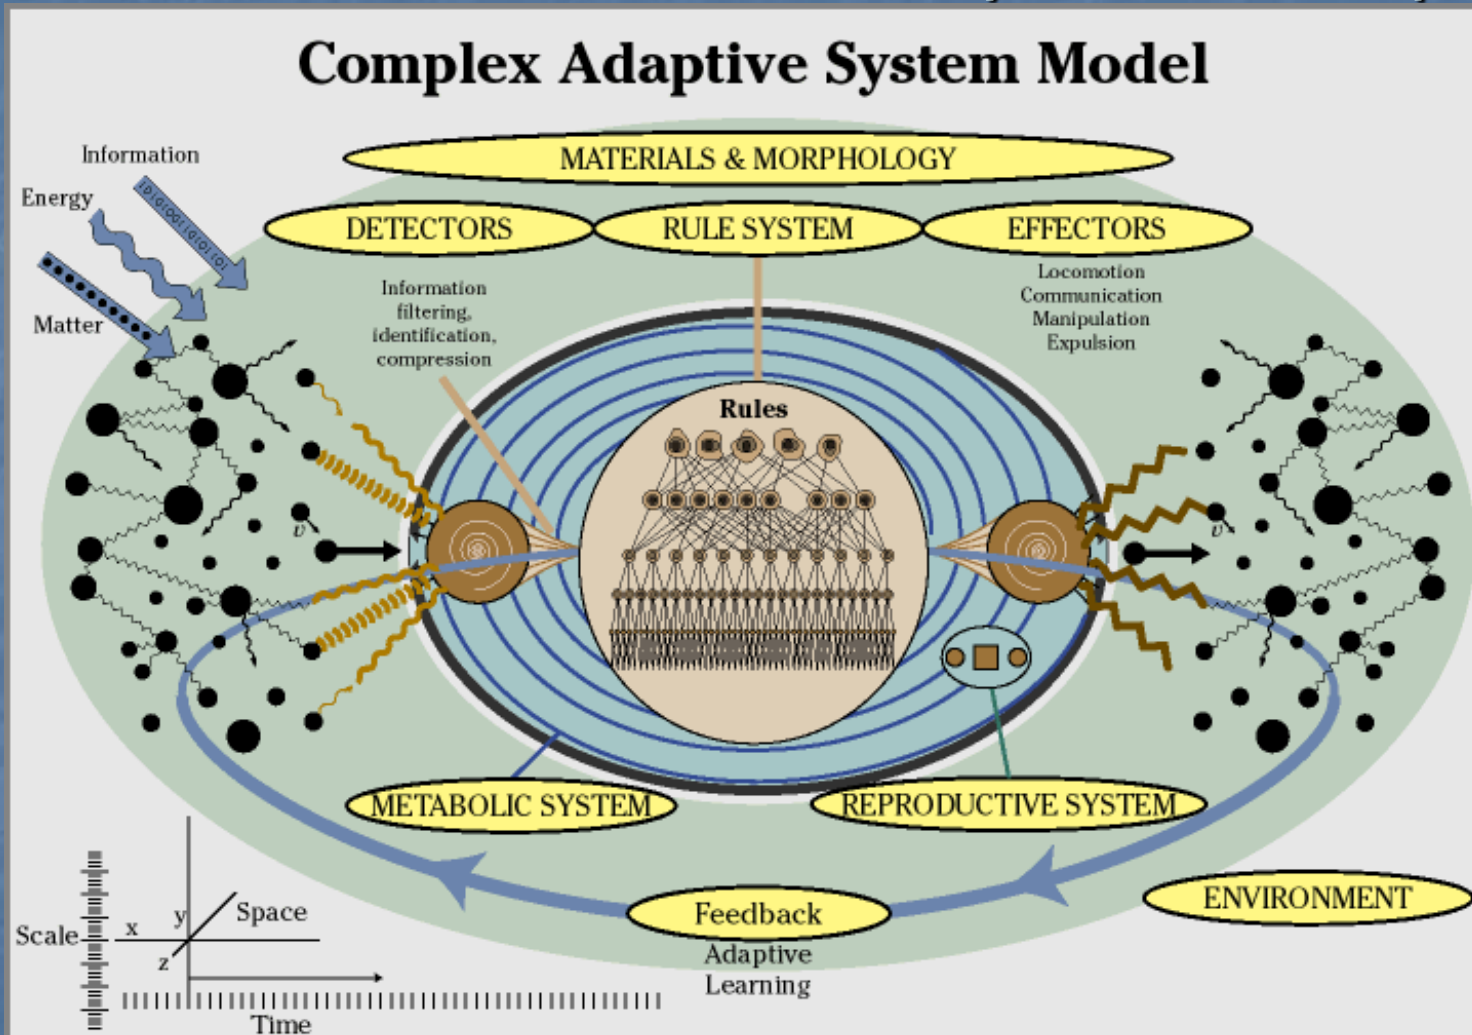 Complex Adaptive System Model
Information
Energy
Matter
MATERIALS & MORPHOLOGY
DETECTORS
RULE SYSTEM
EFFECTORS
Information
filtering,
identification,
compression
Locomotion
Communication
Manipulation
Expulsion
Rules
v
v
METABOLIC SYSTEM
REPRODUCTIVE SYSTEM
ENVIRONMENT
Feedback
Adaptive
Learning
Scale
x
y
z
Space
Time